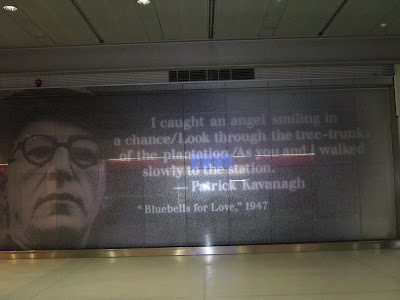 I caught an angel smiling in
a chance/Look through the tree-trunks
of the plantation/As you and I walked
slowly to the station.
— Patrick Kavanagh
"Bluebells for Love," 1947